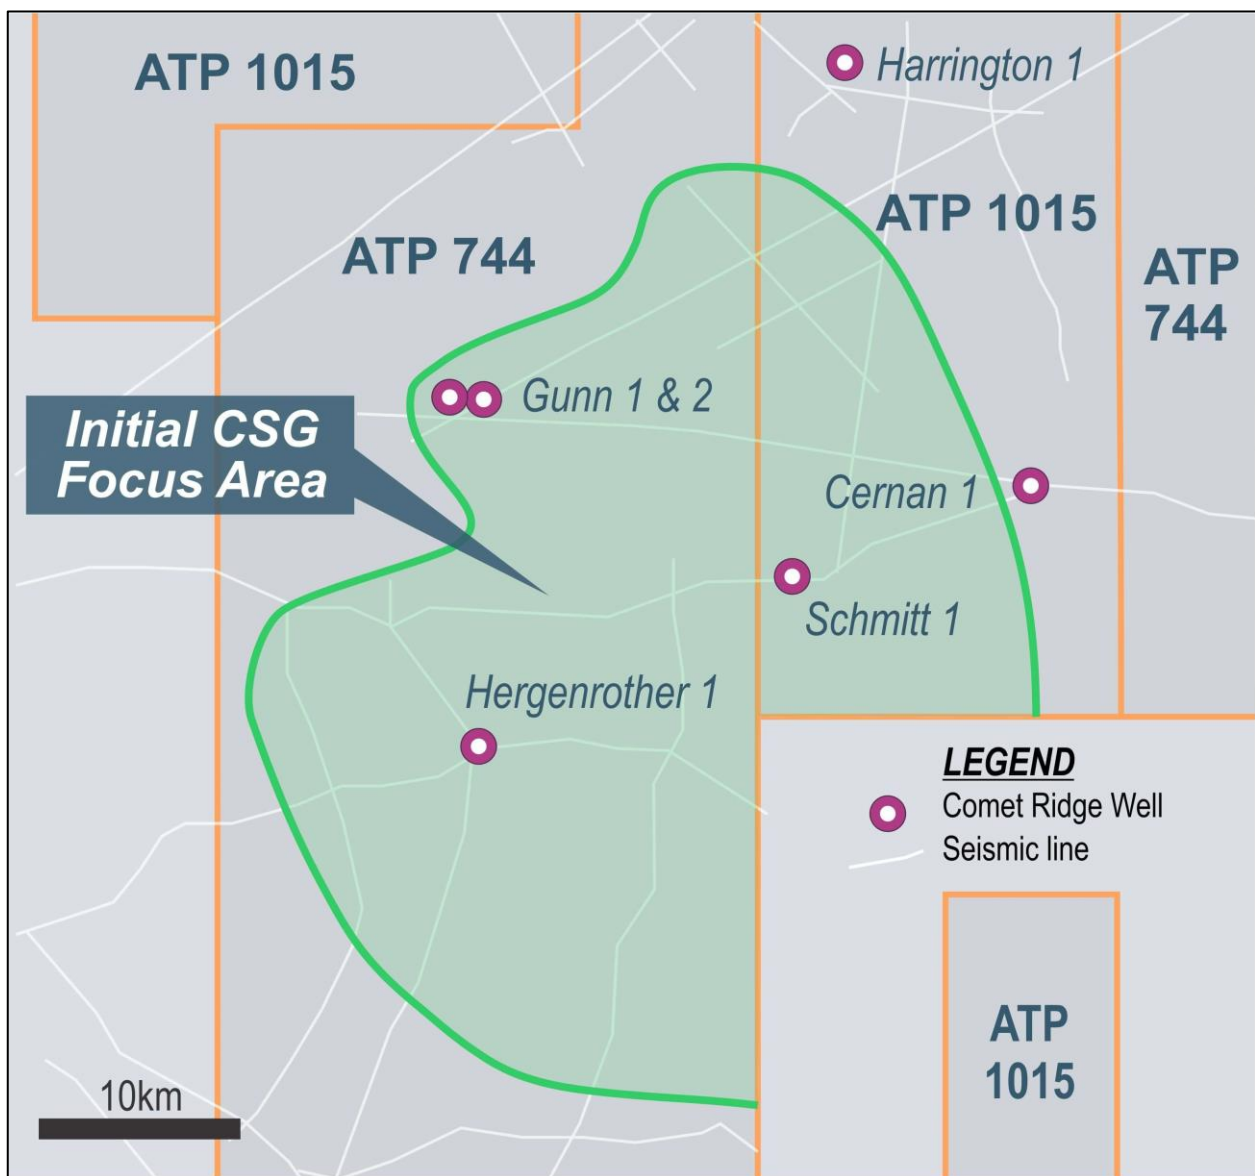 ATP 1015
Harrington 1
ATP 1015
ATP 744
ATP
744
Gunn 1 & 2
Initial CSG
Focus Area
Cernan 1
Schmitt 1
Hergenrother 1
LEGEND
Comet Ridge Well
Seismic line
ATP
1015
10km